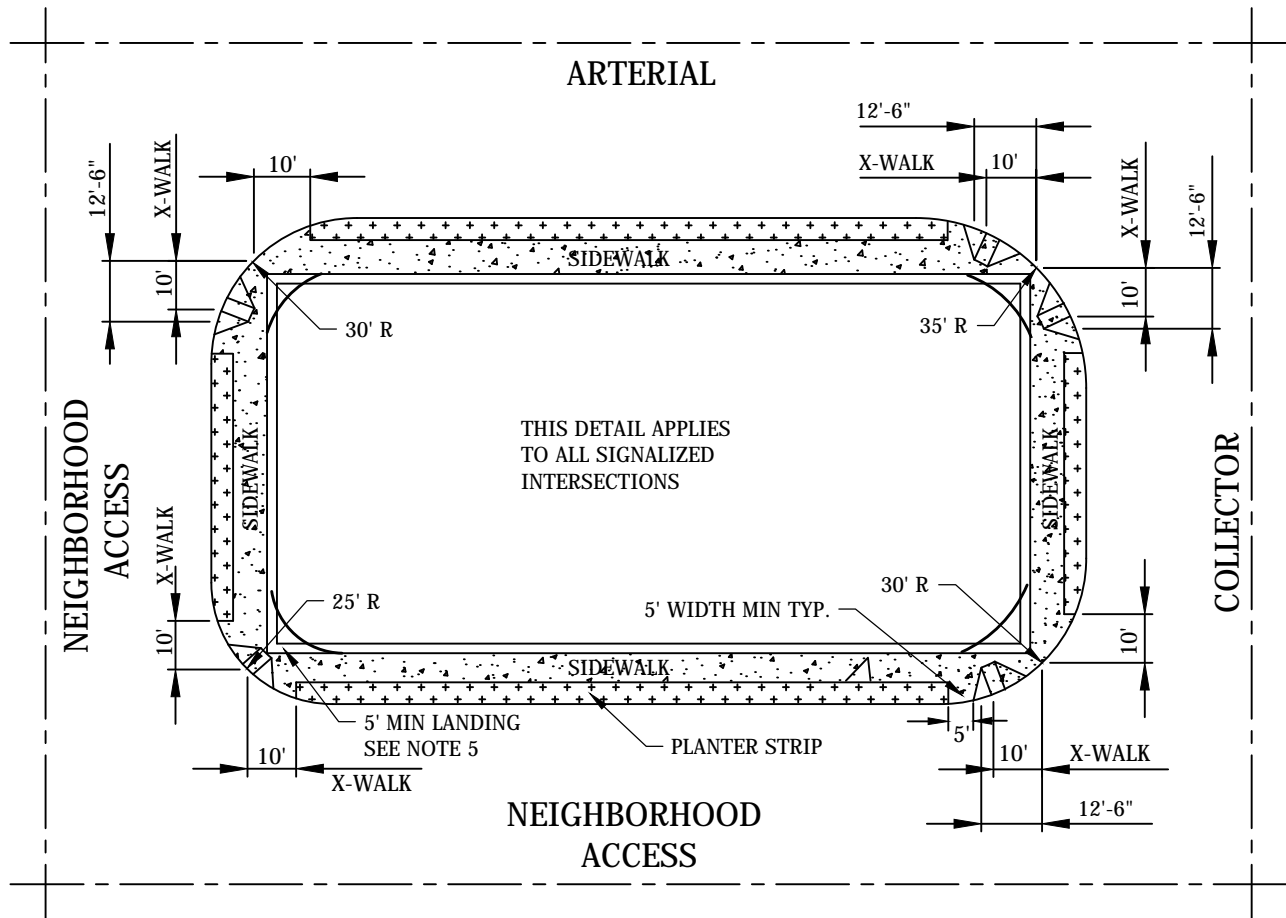 ARTERIAL
12'-6"
X-WALK
10'
X-WALK
12'-6"
10'
12'-6"
X-WALK
10'
10'
SIDEWALK
30' R
35' R
THIS DETAIL APPLIES
TO ALL SIGNALIZED
INTERSECTIONS
NEIGHBORHOOD
ACCESS
SIDEWALK
SIDEWALK
COLLECTOR
X-WALK
10'
25' R
30' R
5' WIDTH MIN TYP.
10'
SIDEWALK
5' MIN LANDING
SEE NOTE 5
PLANTER STRIP
5'
10'
X-WALK
10'
X-WALK
12'-6"
NEIGHBORHOOD
ACCESS